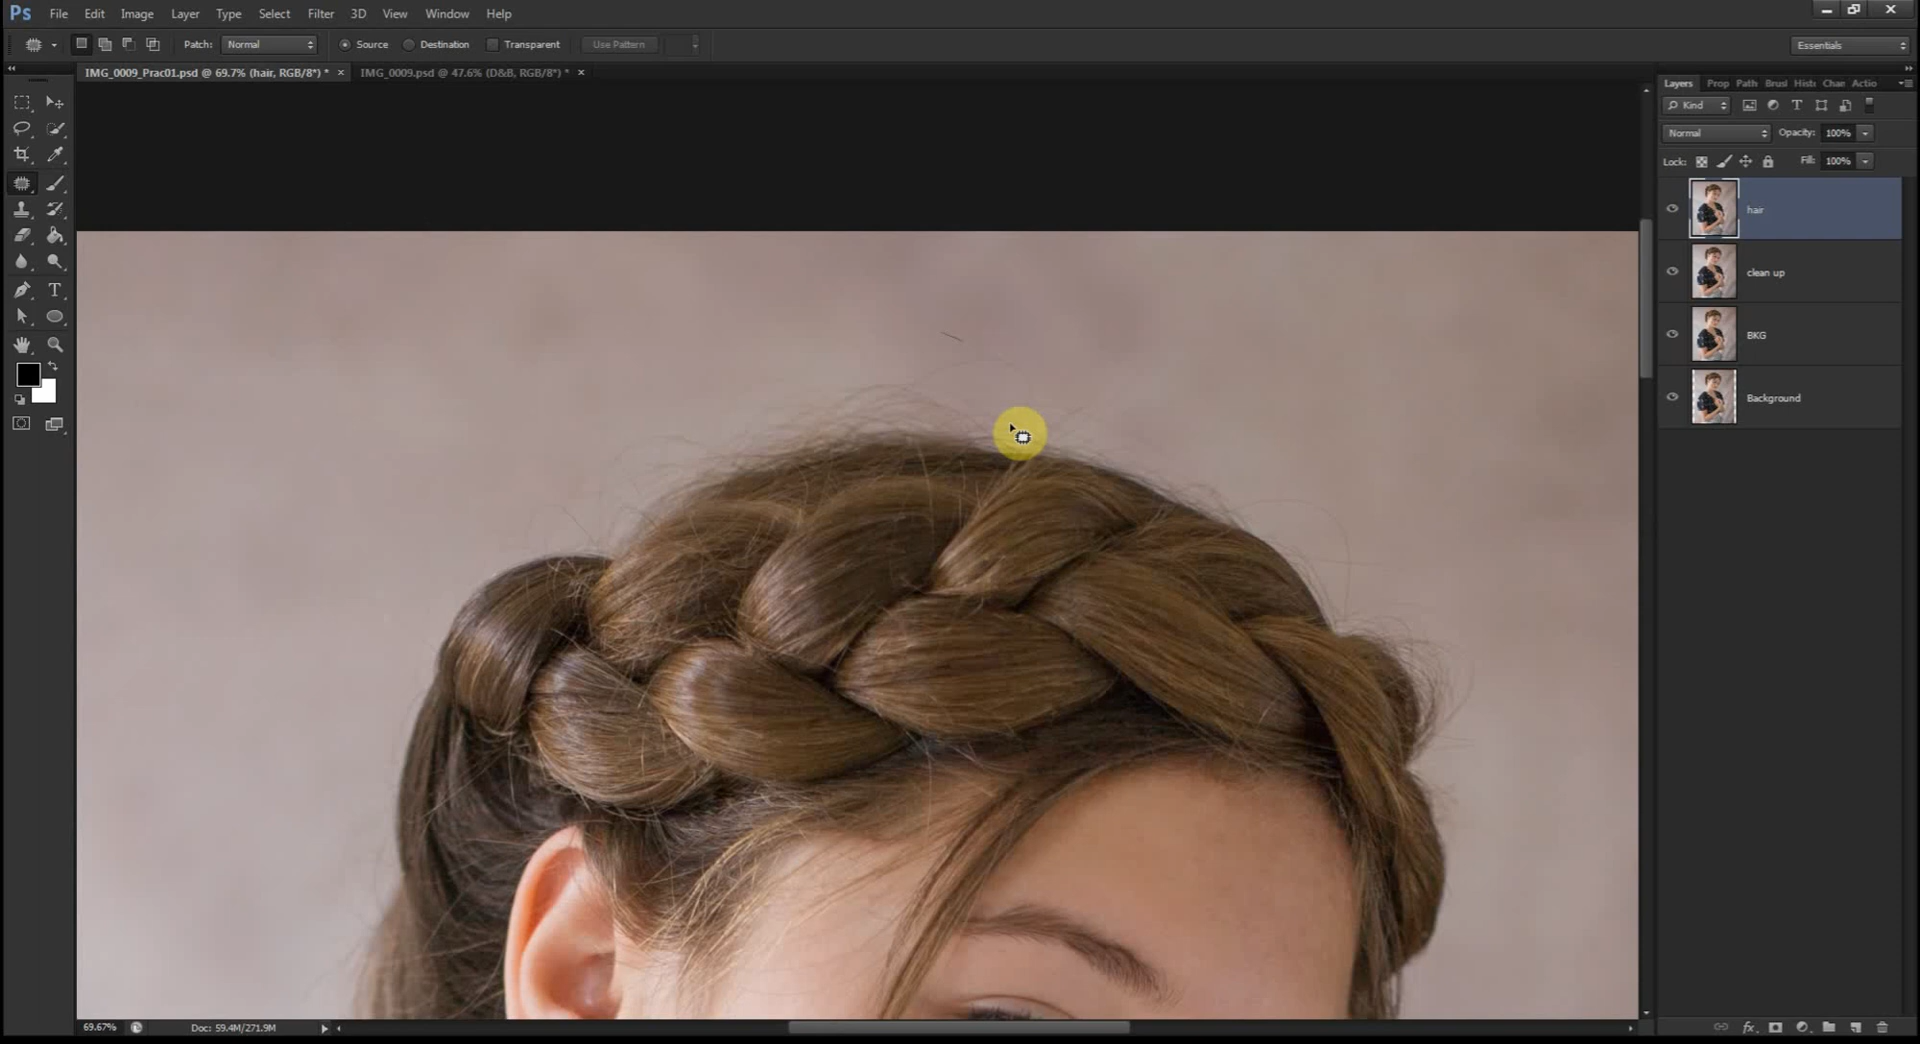 Ps File Edit Image Layer Type Select Filter 3D View Window Help
Patch: Normal Source Destination Transparent Use Pattern Essentials
IMG_0009_Prac01.psd @ 69.7% (hair, RGB/8*) * × IMG_0009.psd @ 47.6% (D&B, RGB/8*) * ×
Layers Prop Path Brusl Histo Chan Actio
Kind
Normal Opacity: 100%
Lock: Fill: 100%
hair
clean up
BKG
Background
69.67% Doc: 59.4M/271.9M